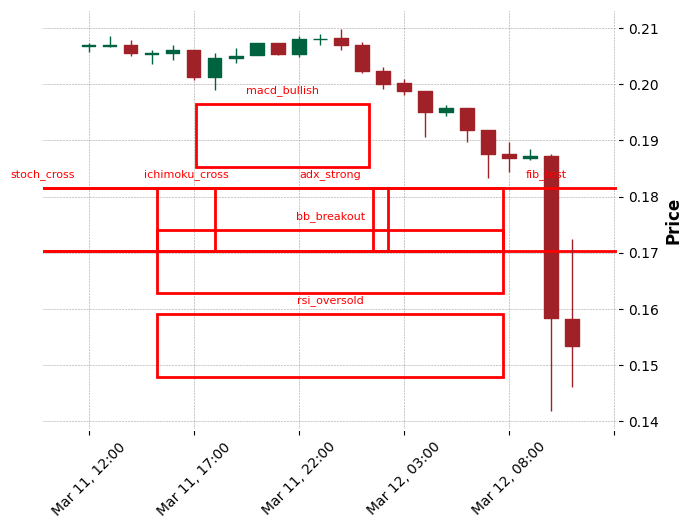 0.21
0.20
macd_bullish
0.19
stoch_cross ichimoku_cross adx_strong fib_test
0.18
bb_breakout
Price
0.17
0.16
rsi_oversold
0.15
0.14
Mar 11, 12:00
Mar 11, 17:00
Mar 11, 22:00
Mar 12, 03:00
Mar 12, 08:00